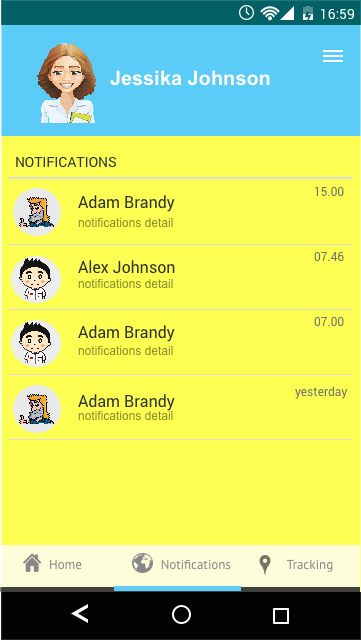 16:59
Jessika Johnson
NOTIFICATIONS
Adam Brandy 15.00
notifications detail
Alex Johnson 07.46
notifications detail
Adam Brandy 07.00
notifications detail
Adam Brandy yesterday
notifications detail
Home Notifications Tracking